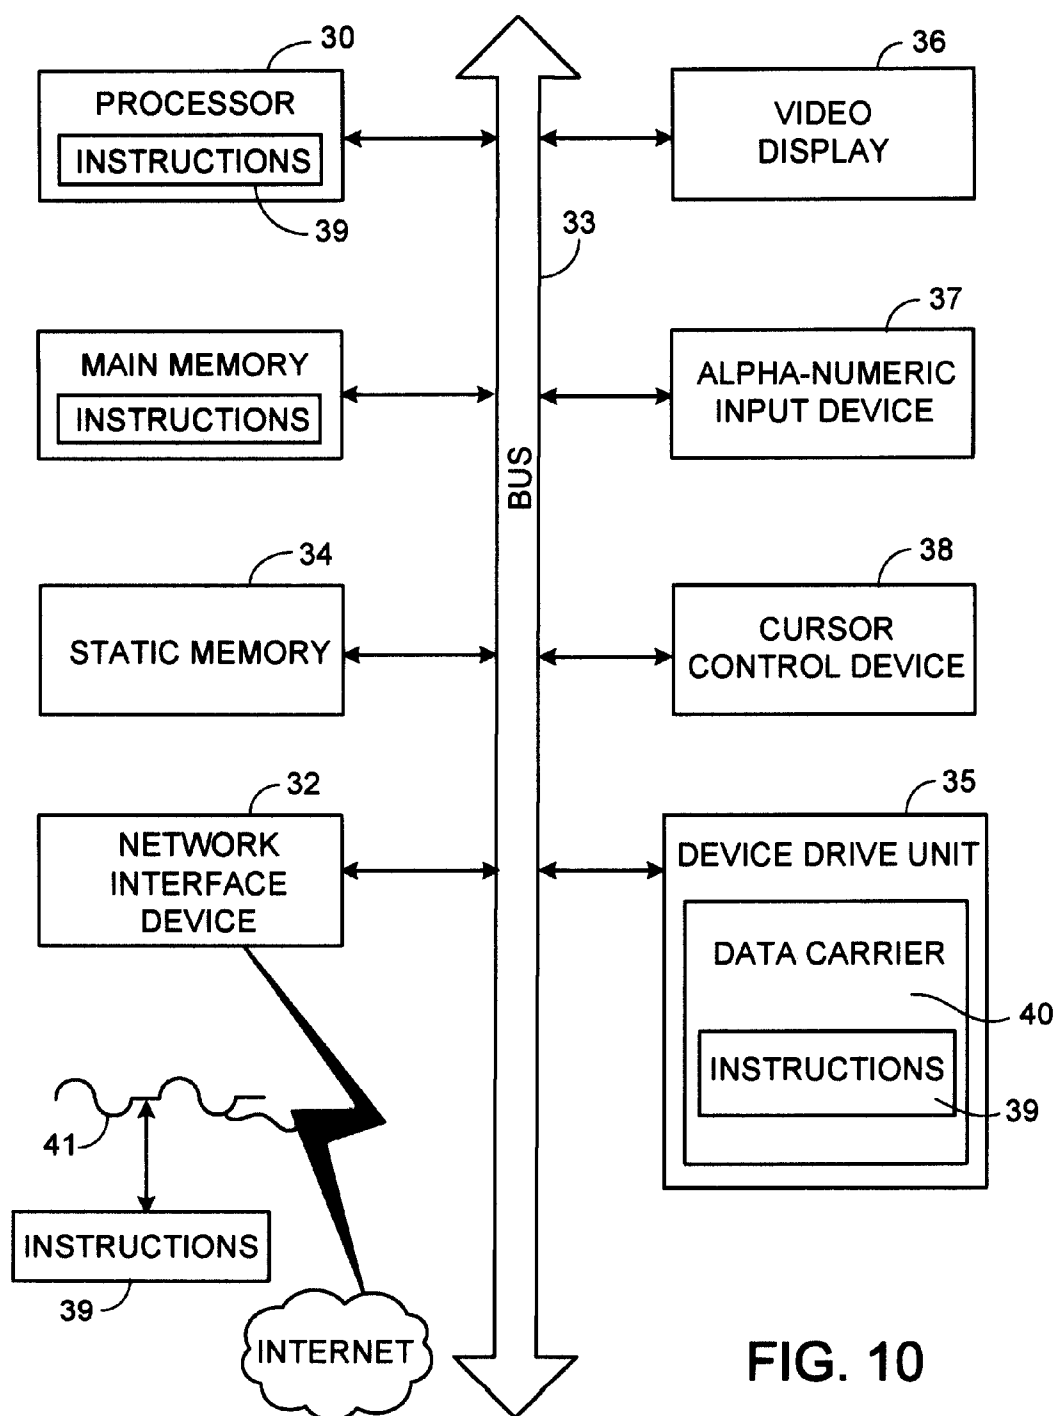 30
PROCESSOR
INSTRUCTIONS
39
36
VIDEO
DISPLAY
33
MAIN MEMORY
INSTRUCTIONS
37
ALPHA-NUMERIC
INPUT DEVICE
BUS
34
STATIC MEMORY
38
CURSOR
CONTROL DEVICE
32
NETWORK
INTERFACE
DEVICE
35
DEVICE DRIVE UNIT
DATA CARRIER
40
INSTRUCTIONS
39
41
INSTRUCTIONS
39
INTERNET
FIG. 10